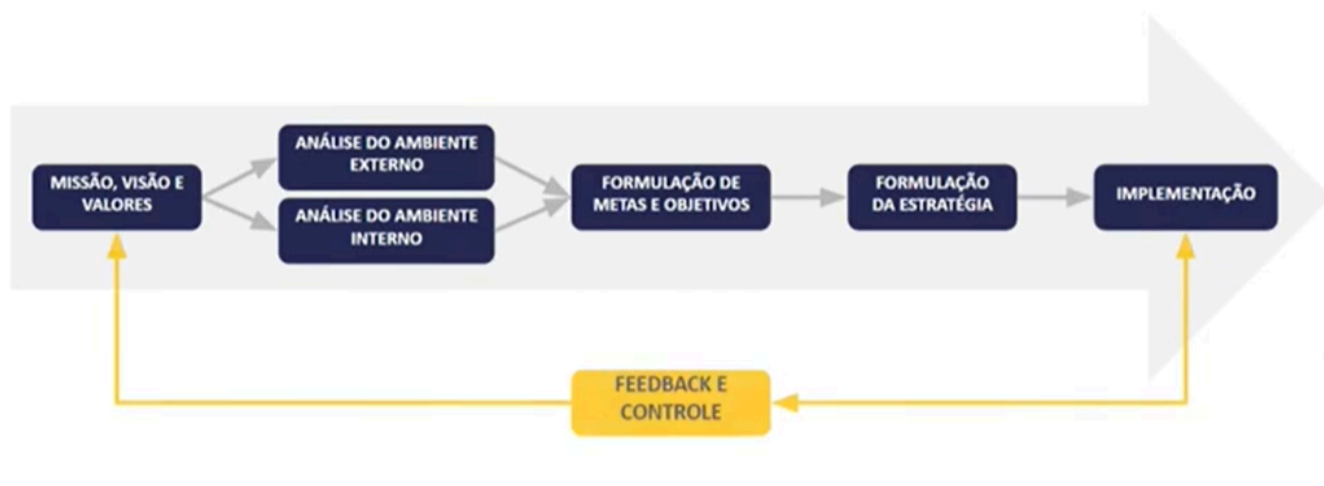 MISSÃO, VISÃO E
VALORES
ANÁLISE DO AMBIENTE
EXTERNO
ANÁLISE DO AMBIENTE
INTERNO
FORMULAÇÃO DE
METAS E OBJETIVOS
FORMULAÇÃO
DA ESTRATÉGIA
IMPLEMENTAÇÃO
FEEDBACK E
CONTROLE